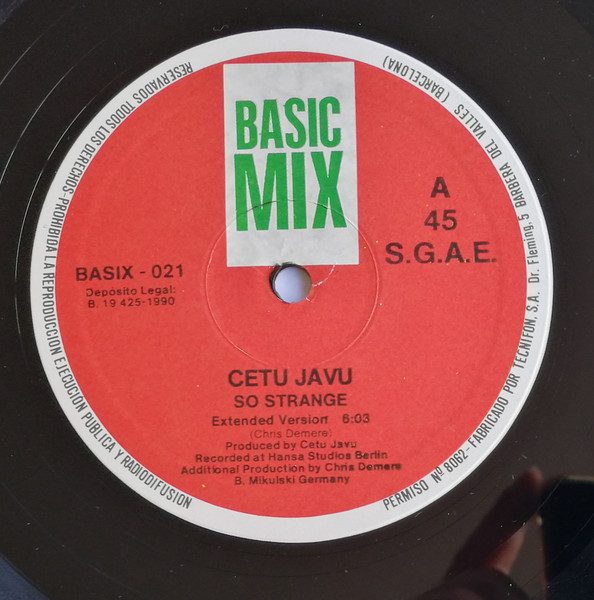 BASIC
MIX
A
45
S.G.A.E.
BASIX - 021
Depósito Legal:
B. 19 425-1990
CETU JAVU
SO STRANGE
Extended Version 6:03
(Chris Demere)
Produced by Cetu Javu
Recorded at Hansa Studios Berlin
Additional Production by Chris Demere
B. Mikulski Germany
RESERVADOS TODOS LOS DERECHOS-PROHIBIDA LA REPRODUCCION EJECUCIÓN PUBLICA Y RADIODIFUSION
PERMISO Nº 8062-FABRICADO POR TECNIFON, S.A. Dr. Fleming, 5 BARBERA DEL VALLES (BARCELONA)